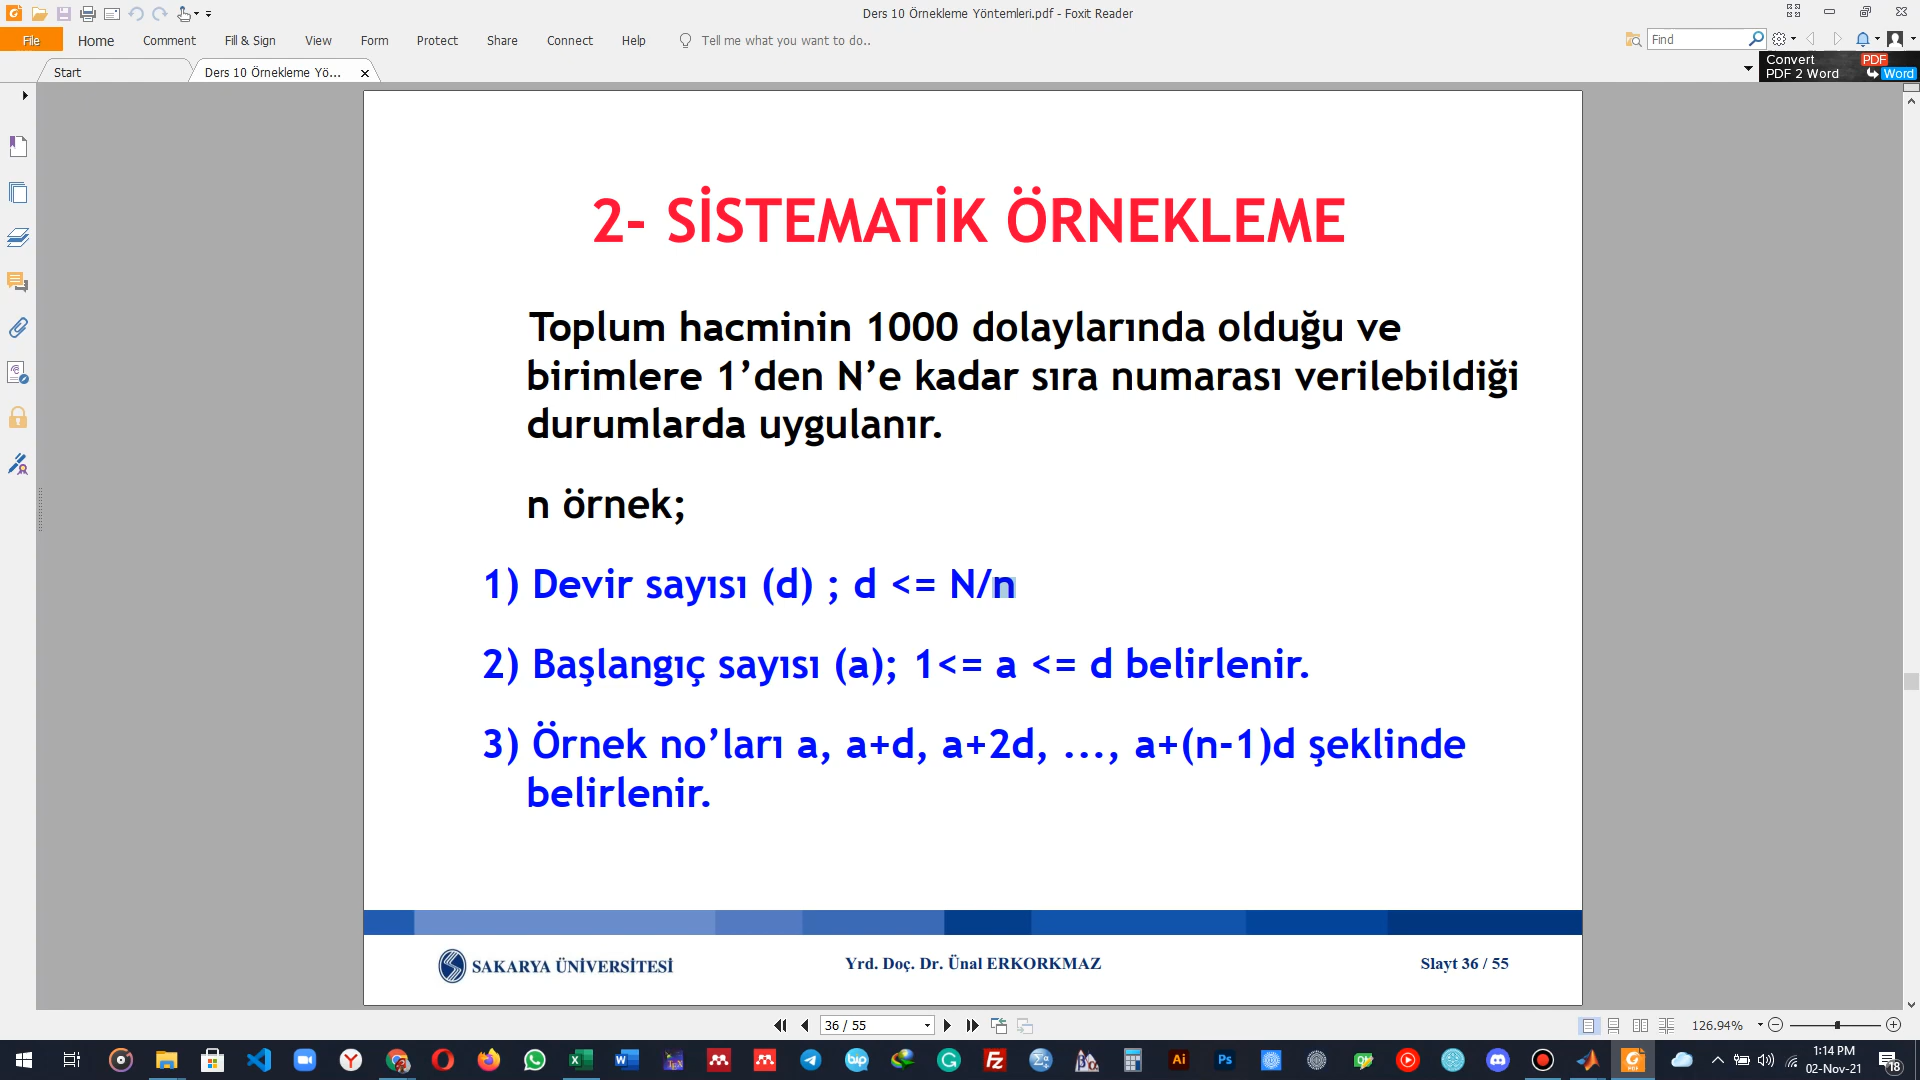 Ders 10 Örnekleme Yöntemleri.pdf - Foxit Reader
File Home Comment Fill & Sign View Form Protect Share Connect Help Tell me what you want to do.. Find
Start Ders 10 Örnekleme Yö... Convert PDF
PDF 2 Word Word
2- SİSTEMATİK ÖRNEKLEME
Toplum hacminin 1000 dolaylarında olduğu ve
birimlere 1’den N’e kadar sıra numarası verilebildiği
durumlarda uygulanır.
n örnek;
1) Devir sayısı (d) ; d <= N/n
2) Başlangıç sayısı (a); 1<= a <= d belirlenir.
3) Örnek no’ları a, a+d, a+2d, ..., a+(n-1)d şeklinde
belirlenir.
SAKARYA ÜNİVERSİTESİ Yrd. Doç. Dr. Ünal ERKORKMAZ Slayt 36 / 55
36 / 55 126.94%
1:14 PM
02-Nov-21 18